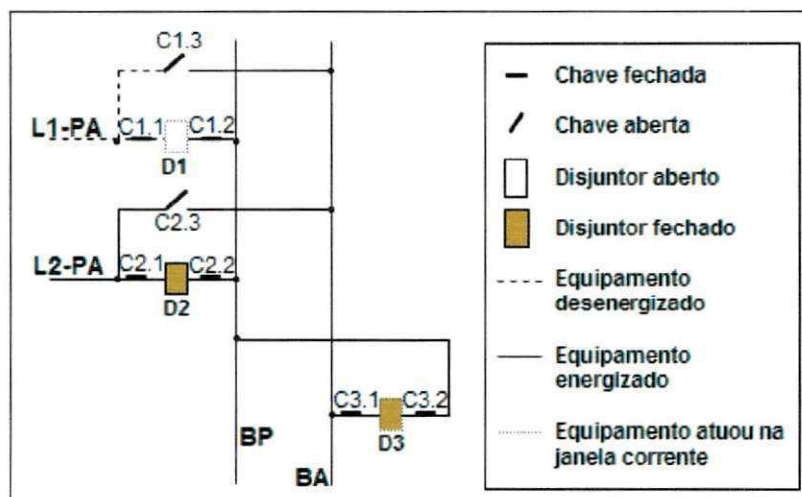 C1.3
L1-PA
C1.1
C1.2
D1
C2.3
L2-PA
C2.1
C2.2
D2
C3.1
C3.2
D3
BP
BA
Chave fechada
Chave aberta
Disjuntor aberto
Disjuntor fechado
Equipamento
desenergizado
Equipamento
energizado
Equipamento atuou na
janela corrente